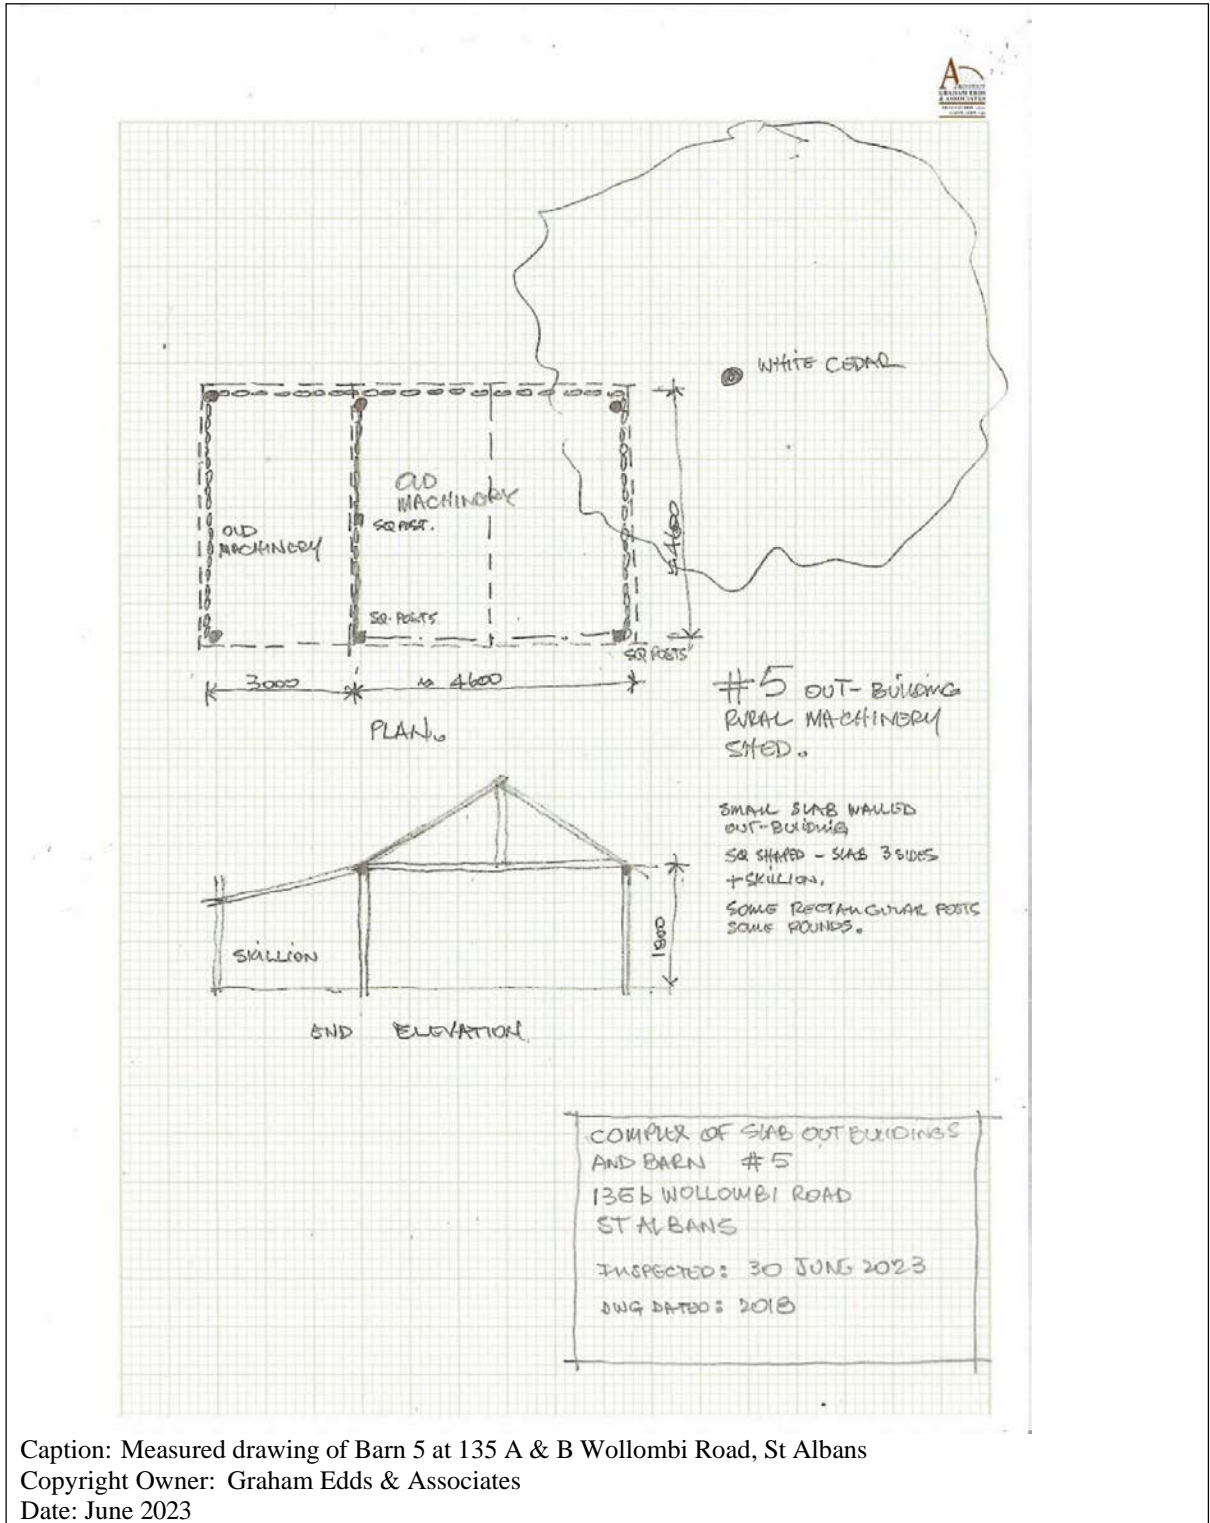 ARCHITECT
GRAHAM EDDS
& ASSOCIATES
WHITE CEDAR
OLD
MACHINERY
SQ POST.
OLD
MACHINERY
SQ. POSTS
SQ POSTS
≈ 4600
3000
≈ 4600
PLAN.
#5 OUT-BUILDING
RURAL MACHINERY
SHED.
SMALL SLAB WALLED
OUT-BUILDING
SQ SHAPED - SLAB 3 SIDES
+ SKILLION.
SOME RECTANGULAR POSTS
SOME ROUNDS.
SKILLION
1800
END ELEVATION
COMPLEX OF SLAB OUTBUILDINGS
AND BARN #5
135b WOLLOMBI ROAD
ST ALBANS
INSPECTED: 30 JUNE 2023
DWG DATED: 2018
Caption: Measured drawing of Barn 5 at 135 A & B Wollombi Road, St Albans
Copyright Owner: Graham Edds & Associates
Date: June 2023